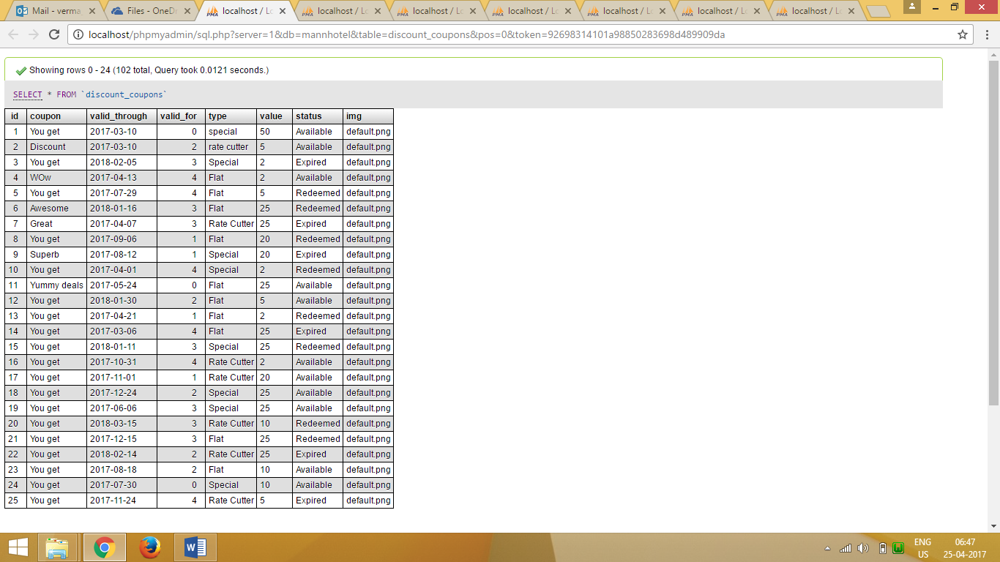 Mail - verma
Files - OneDr
localhost / Lo
localhost / Lo
localhost / Lo
localhost / Lo
localhost / Lo
localhost / Lo
localhost / Lo
localhost/phpmyadmin/sql.php?server=1&db=mannhotel&table=discount_coupons&pos=0&token=92698314101a98850283698d489909da
Showing rows 0 - 24 (102 total, Query took 0.0121 seconds.)
SELECT * FROM `discount_coupons`
id coupon valid_through valid_for type value status img
1 You get 2017-03-10 0 special 50 Available default.png
2 Discount 2017-03-10 2 rate cutter 5 Available default.png
3 You get 2018-02-05 3 Special 2 Expired default.png
4 WOw 2017-04-13 4 Flat 2 Available default.png
5 You get 2017-07-29 4 Flat 5 Redeemed default.png
6 Awesome 2018-01-16 3 Flat 25 Redeemed default.png
7 Great 2017-04-07 3 Rate Cutter 25 Expired default.png
8 You get 2017-09-06 1 Flat 20 Redeemed default.png
9 Superb 2017-08-12 1 Special 20 Expired default.png
10 You get 2017-04-01 4 Special 2 Redeemed default.png
11 Yummy deals 2017-05-24 0 Flat 25 Available default.png
12 You get 2018-01-30 2 Flat 5 Available default.png
13 You get 2017-04-21 1 Flat 2 Redeemed default.png
14 You get 2017-03-06 4 Flat 25 Expired default.png
15 You get 2018-01-11 3 Special 25 Redeemed default.png
16 You get 2017-10-31 4 Rate Cutter 2 Available default.png
17 You get 2017-11-01 1 Rate Cutter 20 Available default.png
18 You get 2017-12-24 2 Special 25 Available default.png
19 You get 2017-06-06 3 Special 25 Available default.png
20 You get 2018-03-15 3 Rate Cutter 10 Redeemed default.png
21 You get 2017-12-15 3 Flat 25 Redeemed default.png
22 You get 2018-02-14 2 Rate Cutter 25 Expired default.png
23 You get 2017-08-18 2 Flat 10 Available default.png
24 You get 2017-07-30 0 Special 10 Available default.png
25 You get 2017-11-24 4 Rate Cutter 5 Expired default.png
ENG 06:47
US 25-04-2017